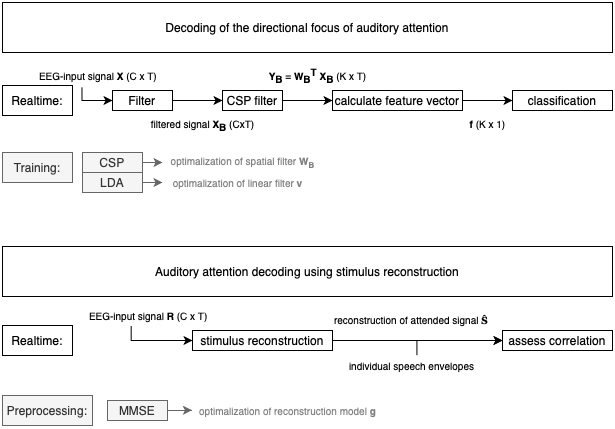 Decoding of the directional focus of auditory attention
EEG-input signal X (C x T)
Y_B = W_B^T X_B (K x T)
Realtime:
Filter
CSP filter
calculate feature vector
classification
filtered signal X_B (CxT)
f (K x 1)
Training:
CSP
optimalization of spatial filter W_B
LDA
optimalization of linear filter v
Auditory attention decoding using stimulus reconstruction
EEG-input signal R (C x T)
reconstruction of attended signal Ŝ
Realtime:
stimulus reconstruction
assess correlation
individual speech envelopes
Preprocessing:
MMSE
optimalization of reconstruction model g